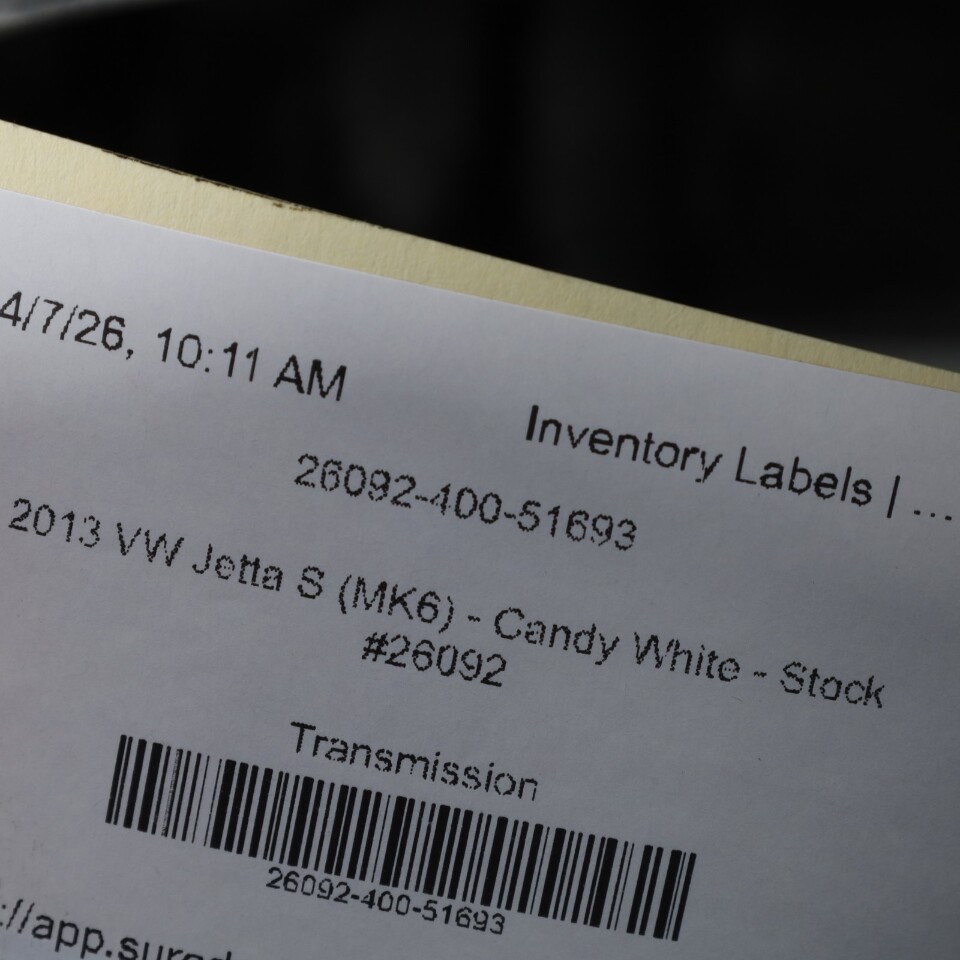 4/7/26, 10:11 AM
Inventory Labels | ...
26092-400-51693
2013 VW Jetta S (MK6) - Candy White - Stock
#26092
Transmission
26092-400-51693
://app.